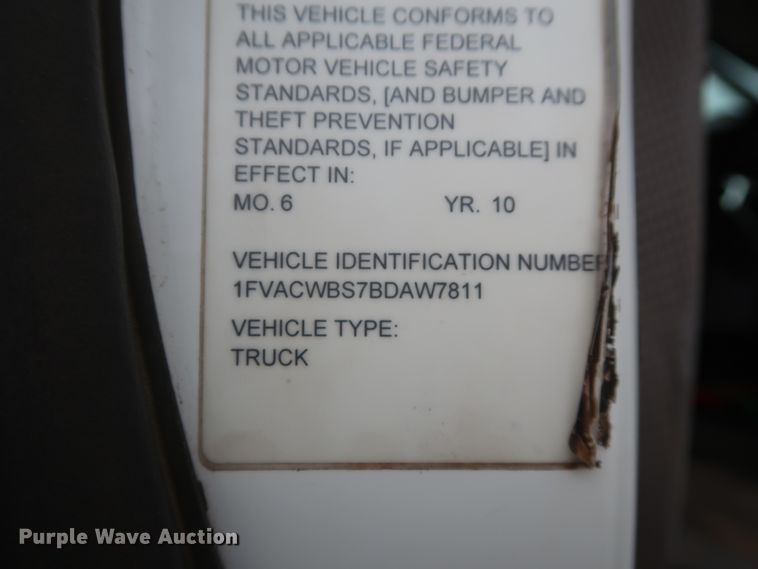 THIS VEHICLE CONFORMS TO
ALL APPLICABLE FEDERAL
MOTOR VEHICLE SAFETY
STANDARDS, [AND BUMPER AND
THEFT PREVENTION
STANDARDS, IF APPLICABLE] IN
EFFECT IN:
MO. 6 YR. 10
VEHICLE IDENTIFICATION NUMBER
1FVACWBS7BDAW7811
VEHICLE TYPE:
TRUCK
Purple Wave Auction®